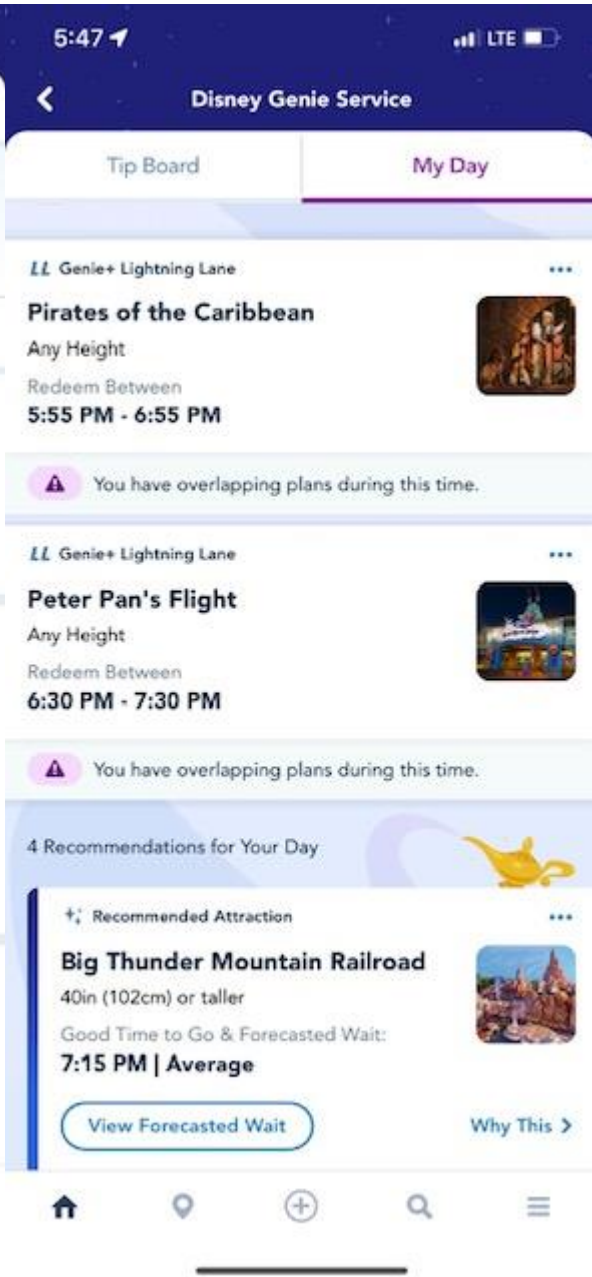 5:47
LTE
Disney Genie Service
Tip Board
My Day
LL Genie+ Lightning Lane
Pirates of the Caribbean
Any Height
Redeem Between
5:55 PM - 6:55 PM
You have overlapping plans during this time.
LL Genie+ Lightning Lane
Peter Pan's Flight
Any Height
Redeem Between
6:30 PM - 7:30 PM
You have overlapping plans during this time.
4 Recommendations for Your Day
Recommended Attraction
Big Thunder Mountain Railroad
40in (102cm) or taller
Good Time to Go & Forecasted Wait:
7:15 PM | Average
View Forecasted Wait
Why This